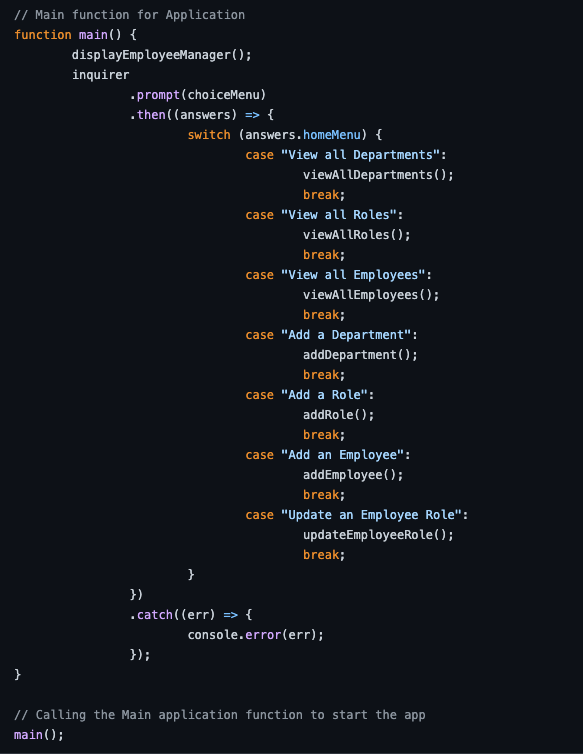 // Main function for Application
function main() {
displayEmployeeManager();
inquirer
.prompt(choiceMenu)
.then((answers) => {
switch (answers.homeMenu) {
case "View all Departments":
viewAllDepartments();
break;
case "View all Roles":
viewAllRoles();
break;
case "View all Employees":
viewAllEmployees();
break;
case "Add a Department":
addDepartment();
break;
case "Add a Role":
addRole();
break;
case "Add an Employee":
addEmployee();
break;
case "Update an Employee Role":
updateEmployeeRole();
break;
}
})
.catch((err) => {
console.error(err);
});
}
// Calling the Main application function to start the app
main();